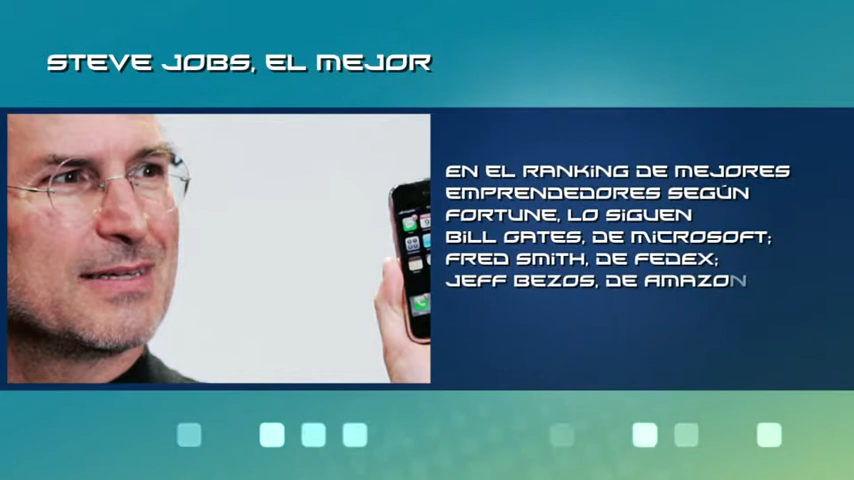 STEVE JOBS, EL MEJOR
EN EL RANKING DE MEJORES
EMPRENDEDORES SEGÚN
FORTUNE, LO SIGUEN
BILL GATES, DE MICROSOFT;
FRED SMITH, DE FEDEX;
JEFF BEZOS, DE AMAZON